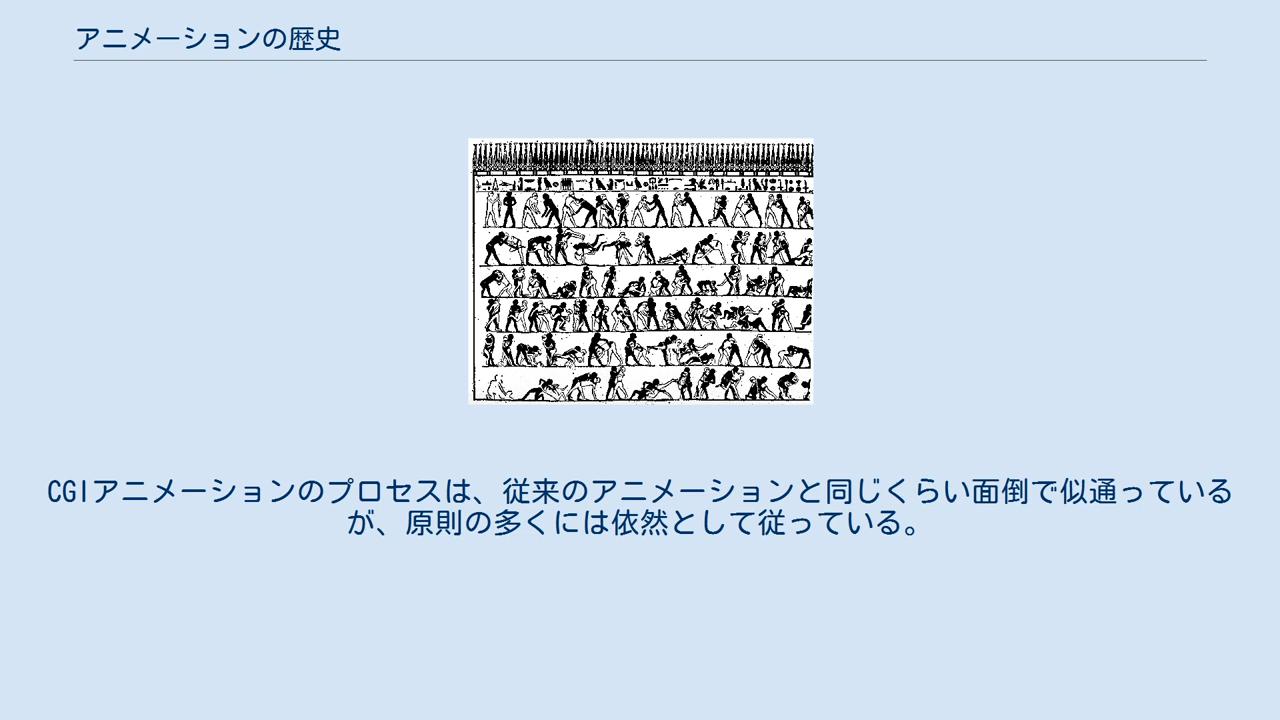 アニメーションの歴史
CGIアニメーションのプロセスは、従来のアニメーションと同じくらい面倒で似通っている
が、原則の多くには依然として従っている。